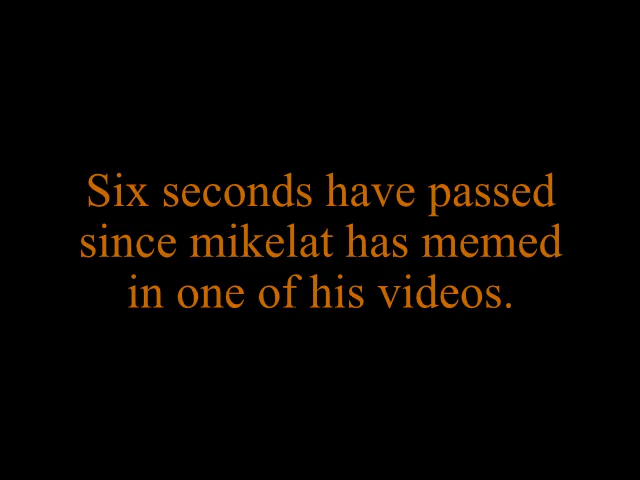 Six seconds have passed
since mikelat has memed
in one of his videos.